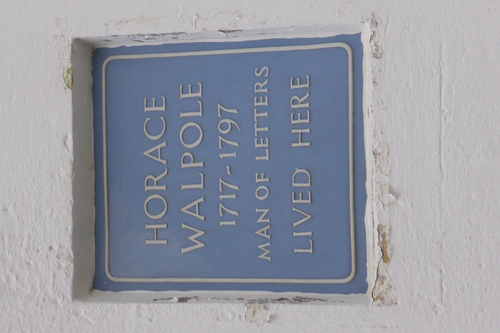 HORACE
WALPOLE
1717-1797
MAN OF LETTERS
LIVED HERE